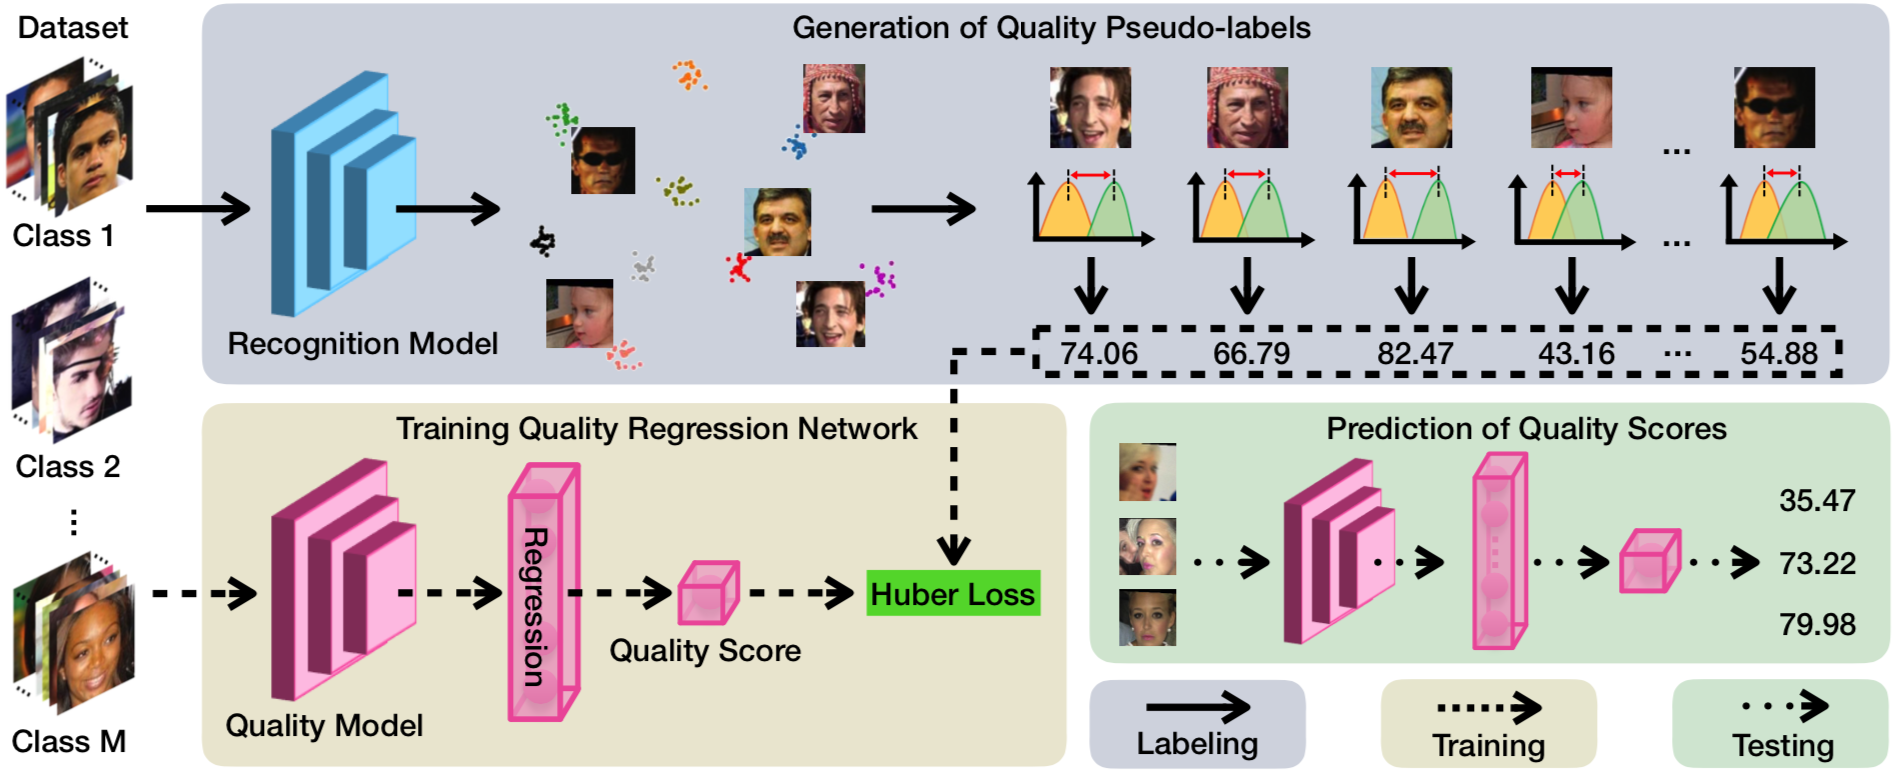 Dataset
Class 1
Class 2
⋮
Class M
Generation of Quality Pseudo-labels
Recognition Model
...
...
74.06 66.79 82.47 43.16 ... 54.88
Training Quality Regression Network
Regression
Quality Model
Quality Score
Huber Loss
Prediction of Quality Scores
35.47
73.22
79.98
Labeling
Training
Testing